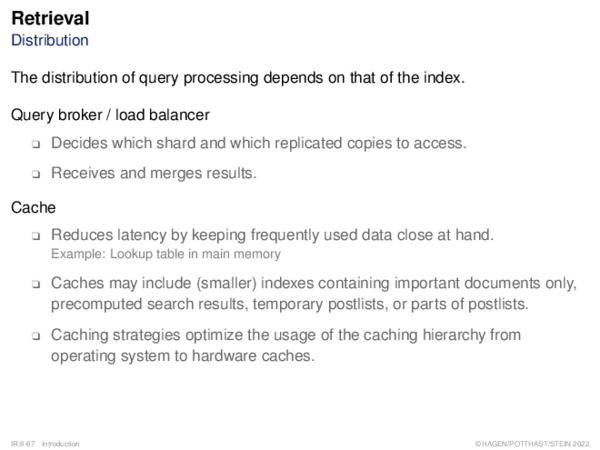 Retrieval
Distribution
The distribution of query processing depends on that of the index.
Query broker / load balancer
❑ Decides which shard and which replicated copies to access.
❑ Receives and merges results.
Cache
❑ Reduces latency by keeping frequently used data close at hand.
Example: Lookup table in main memory
❑ Caches may include (smaller) indexes containing important documents only,
precomputed search results, temporary postlists, or parts of postlists.
❑ Caching strategies optimize the usage of the caching hierarchy from
operating system to hardware caches.
IR:II-67 Introduction ©HAGEN/POTTHAST/STEIN 2022